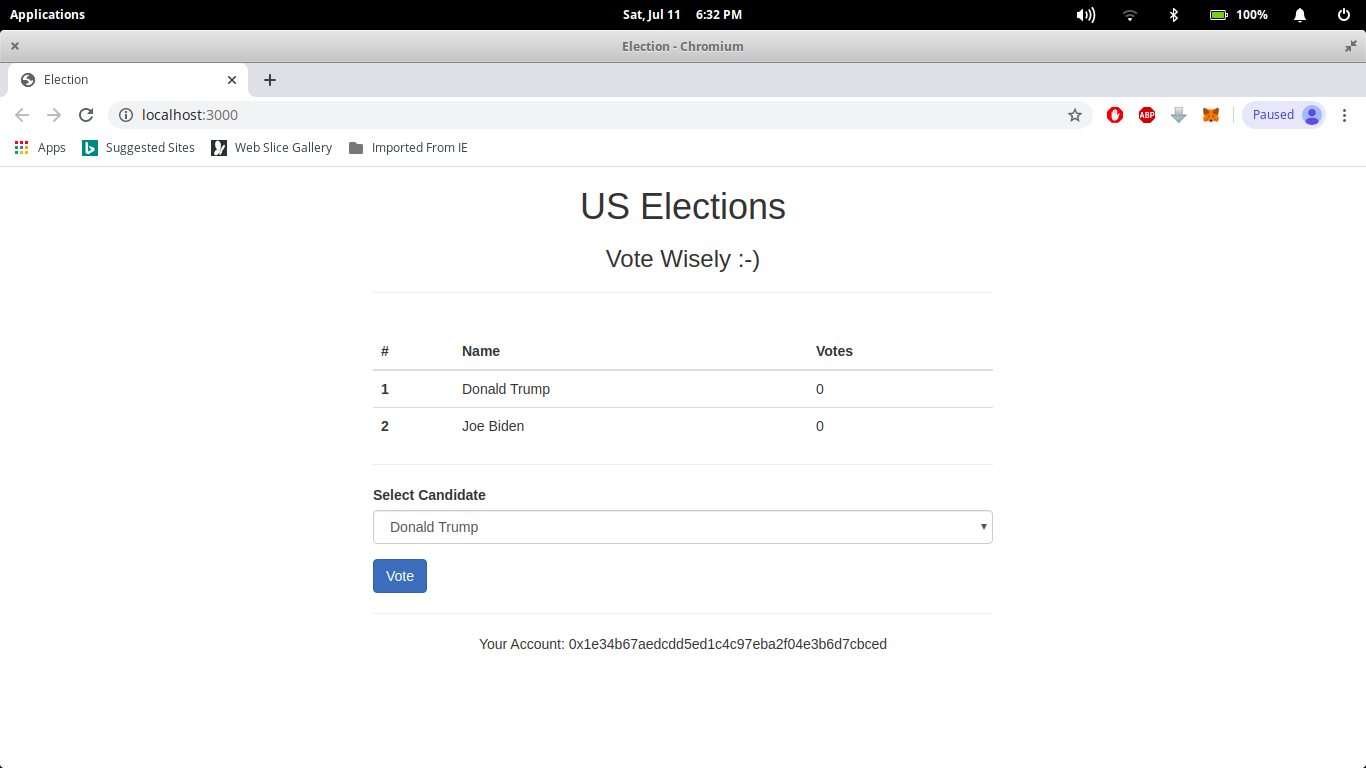 Applications Sat, Jul 11 6:32 PM 100%
Election - Chromium
Election
localhost:3000 ABP Paused
Apps Suggested Sites Web Slice Gallery Imported From IE
US Elections
Vote Wisely :-)
# Name Votes
1 Donald Trump 0
2 Joe Biden 0
Select Candidate
Donald Trump
Vote
Your Account: 0x1e34b67aedcdd5ed1c4c97eba2f04e3b6d7cbced